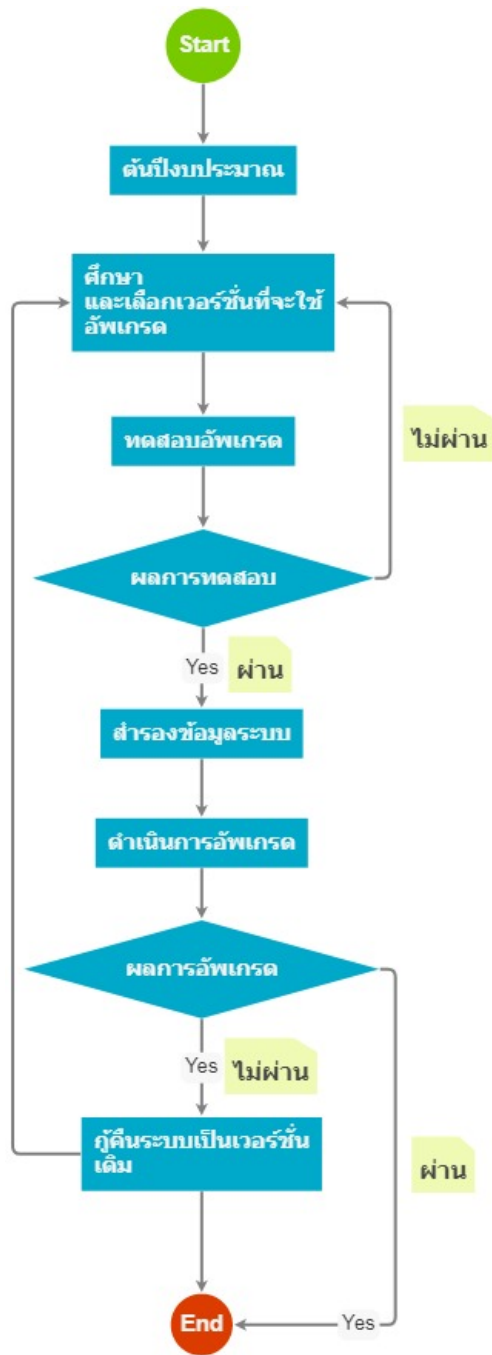 Start
ต้นปีงบประมาณ
ศึกษา
และเลือกเวอร์ชั่นที่จะใช้
อัพเกรด
ทดสอบอัพเกรด
ไม่ผ่าน
ผลการทดสอบ
Yes
ผ่าน
สำรองข้อมูลระบบ
ดำเนินการอัพเกรด
ผลการอัพเกรด
Yes
ไม่ผ่าน
กู้คืนระบบเป็นเวอร์ชั่น
เดิม
ผ่าน
End
Yes